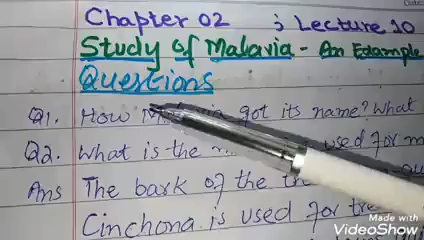 Chapter 02 ; Lecture 10
Study of Malaria - An Example
Questions
Q1. How got its name? What
Q2. What is the used for
Ans The bark of the
Cinchona is used for
Made with
VideoShow